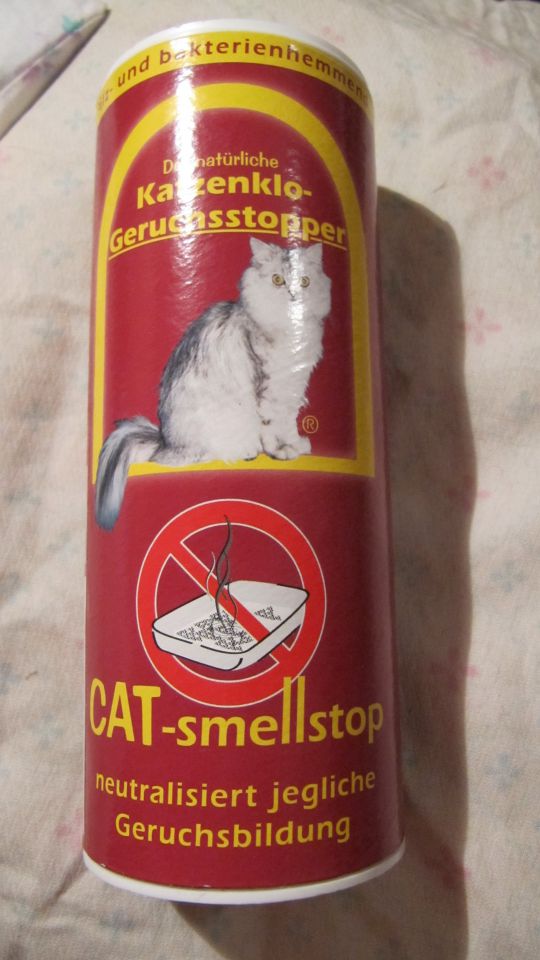 und bakterienhemmend
natürliche
Katzenklo-
Geruchsstopper
®
CAT-smellstop
neutralisiert jegliche
Geruchsbildung